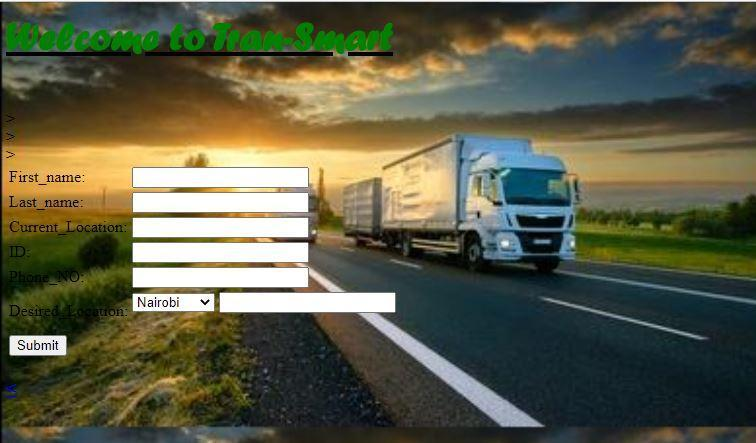 Welcome to Tran-Smart
>
>
>
First_name:
Last_name:
Current_Location:
ID:
Phone_NO:
Desired_Location: Nairobi
Submit